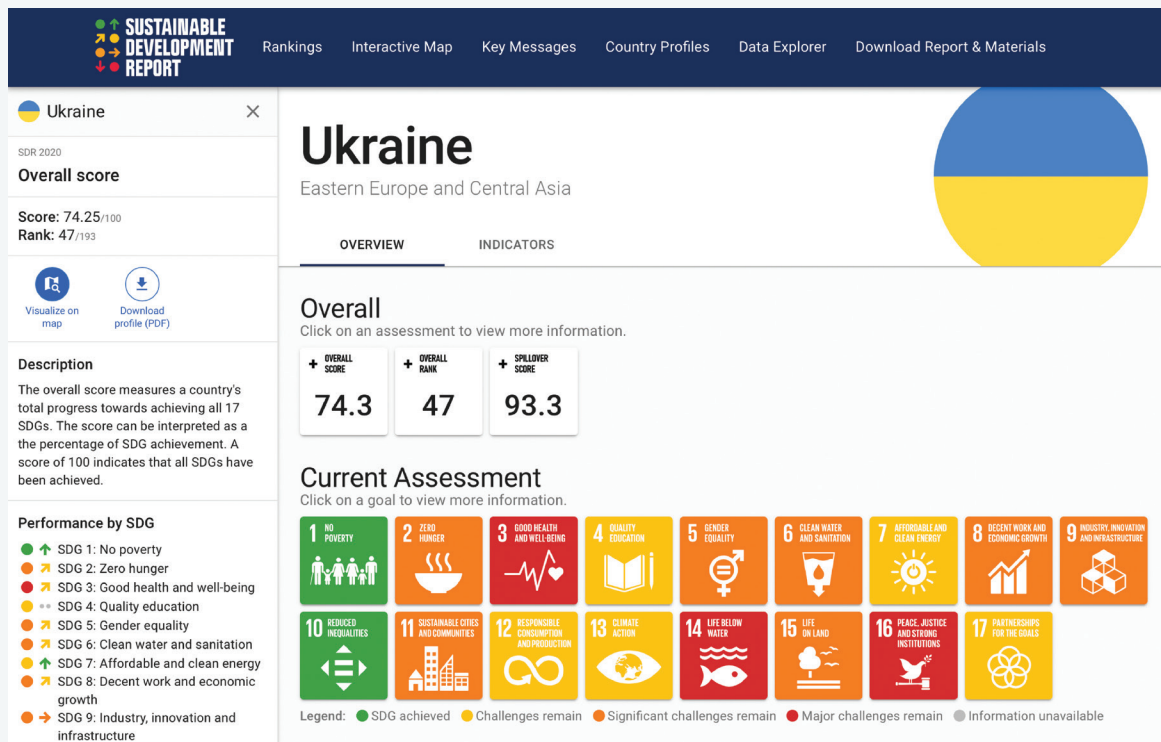 SUSTAINABLE
DEVELOPMENT
REPORT
Rankings Interactive Map Key Messages Country Profiles Data Explorer Download Report & Materials
Ukraine
SDR 2020
Overall score
Score: 74.25/100
Rank: 47/193
Visualize on
map
Download
profile (PDF)
Description
The overall score measures a country's
total progress towards achieving all 17
SDGs. The score can be interpreted as a
the percentage of SDG achievement. A
score of 100 indicates that all SDGs have
been achieved.
Performance by SDG
SDG 1: No poverty
SDG 2: Zero hunger
SDG 3: Good health and well-being
SDG 4: Quality education
SDG 5: Gender equality
SDG 6: Clean water and sanitation
SDG 7: Affordable and clean energy
SDG 8: Decent work and economic
growth
SDG 9: Industry, innovation and
infrastructure
Ukraine
Eastern Europe and Central Asia
OVERVIEW INDICATORS
Overall
Click on an assessment to view more information.
+ OVERALL
SCORE
74.3
+ OVERALL
RANK
47
+ SPILLOVER
SCORE
93.3
Current Assessment
Click on a goal to view more information.
1 NO
POVERTY
2 ZERO
HUNGER
3 GOOD HEALTH
AND WELL-BEING
4 QUALITY
EDUCATION
5 GENDER
EQUALITY
6 CLEAN WATER
AND SANITATION
7 AFFORDABLE AND
CLEAN ENERGY
8 DECENT WORK AND
ECONOMIC GROWTH
9 INDUSTRY, INNOVATION
AND INFRASTRUCTURE
10 REDUCED
INEQUALITIES
11 SUSTAINABLE CITIES
AND COMMUNITIES
12 RESPONSIBLE
CONSUMPTION
AND PRODUCTION
13 CLIMATE
ACTION
14 LIFE BELOW
WATER
15 LIFE
ON LAND
16 PEACE, JUSTICE
AND STRONG
INSTITUTIONS
17 PARTNERSHIPS
FOR THE GOALS
Legend: SDG achieved Challenges remain Significant challenges remain Major challenges remain Information unavailable